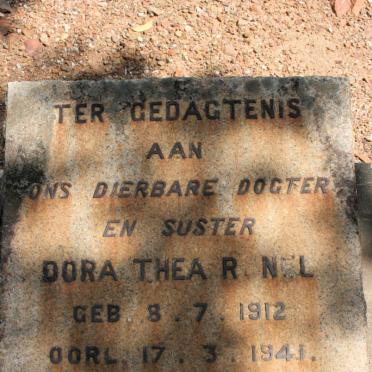 TER GEDAGTENIS
AAN
ONS DIERBARE DOGTER
EN SUSTER
DORA THEA R. NEL
GEB. 8. 7. 1912
OORL. 17. 3. 1941.